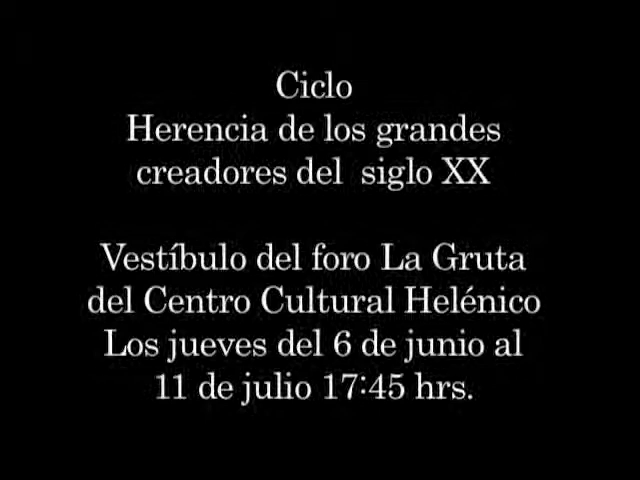 Ciclo
Herencia de los grandes
creadores del siglo XX
Vestíbulo del foro La Gruta
del Centro Cultural Helénico
Los jueves del 6 de junio al
11 de julio 17:45 hrs.